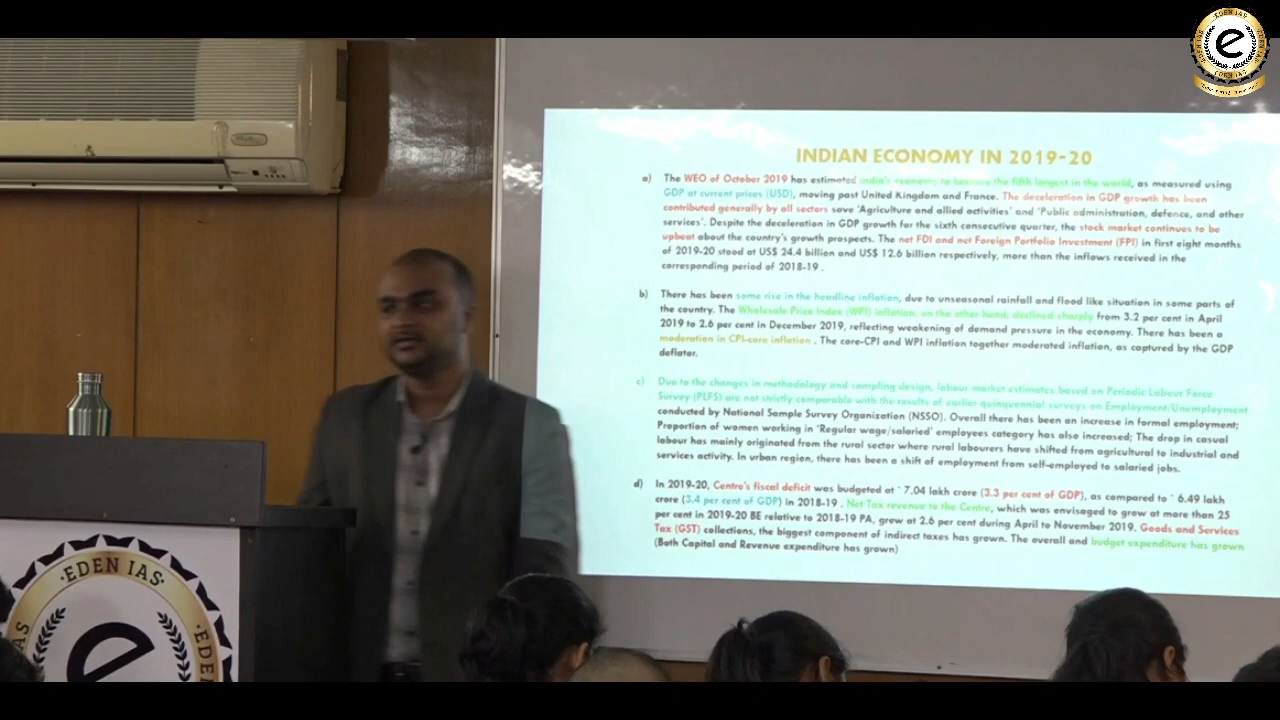 EDEN IAS
e
EDEN IAS
INDIAN ECONOMY IN 2019-20
a) The WEO of October 2019 has estimated India's economy to become the fifth largest in the world, as measured using
GDP at current prices (USD), moving past United Kingdom and France. The deceleration in GDP growth has been
contributed generally by all sectors save 'Agriculture and allied activities' and 'Public administration, defence, and other
services'. Despite the deceleration in GDP growth for the sixth consecutive quarter, the stock market continues to be
upbeat about the country's growth prospects. The net FDI and net Foreign Portfolio Investment (FPI) in first eight months
of 2019-20 stood at US$ 24.4 billion and US$ 12.6 billion respectively, more than the inflows received in the
corresponding period of 2018-19 .
b) There has been some rise in the headline inflation, due to unseasonal rainfall and flood like situation in some parts of
the country. The Wholesale Price Index (WPI) inflation, on the other hand, declined sharply from 3.2 per cent in April
2019 to 2.6 per cent in December 2019, reflecting weakening of demand pressure in the economy. There has been a
moderation in CPI-core inflation . The core-CPI and WPI inflation together moderated inflation, as captured by the GDP
deflator.
c) Due to the changes in methodology and sampling design, labour market estimates based on Periodic Labour Force
Survey (PLFS) are not strictly comparable with the results of earlier quinquennial surveys on Employment/Unemployment
conducted by National Sample Survey Organization (NSSO). Overall there has been an increase in formal employment;
Proportion of women working in 'Regular wage/salaried' employees category has also increased; The drop in casual
labour has mainly originated from the rural sector where rural labourers have shifted from agricultural to industrial and
services activity. In urban region, there has been a shift of employment from self-employed to salaried jobs.
d) In 2019-20, Centre's fiscal deficit was budgeted at ` 7.04 lakh crore (3.3 per cent of GDP), as compared to ` 6.49 lakh
crore (3.4 per cent of GDP) in 2018-19 . Net Tax revenue to the Centre, which was envisaged to grow at more than 25
per cent in 2019-20 BE relative to 2018-19 PA, grew at 2.6 per cent during April to November 2019. Goods and Services
Tax (GST) collections, the biggest component of indirect taxes has grown. The overall and budget expenditure has grown
(Both Capital and Revenue expenditure has grown)
·EDEN IAS·
e